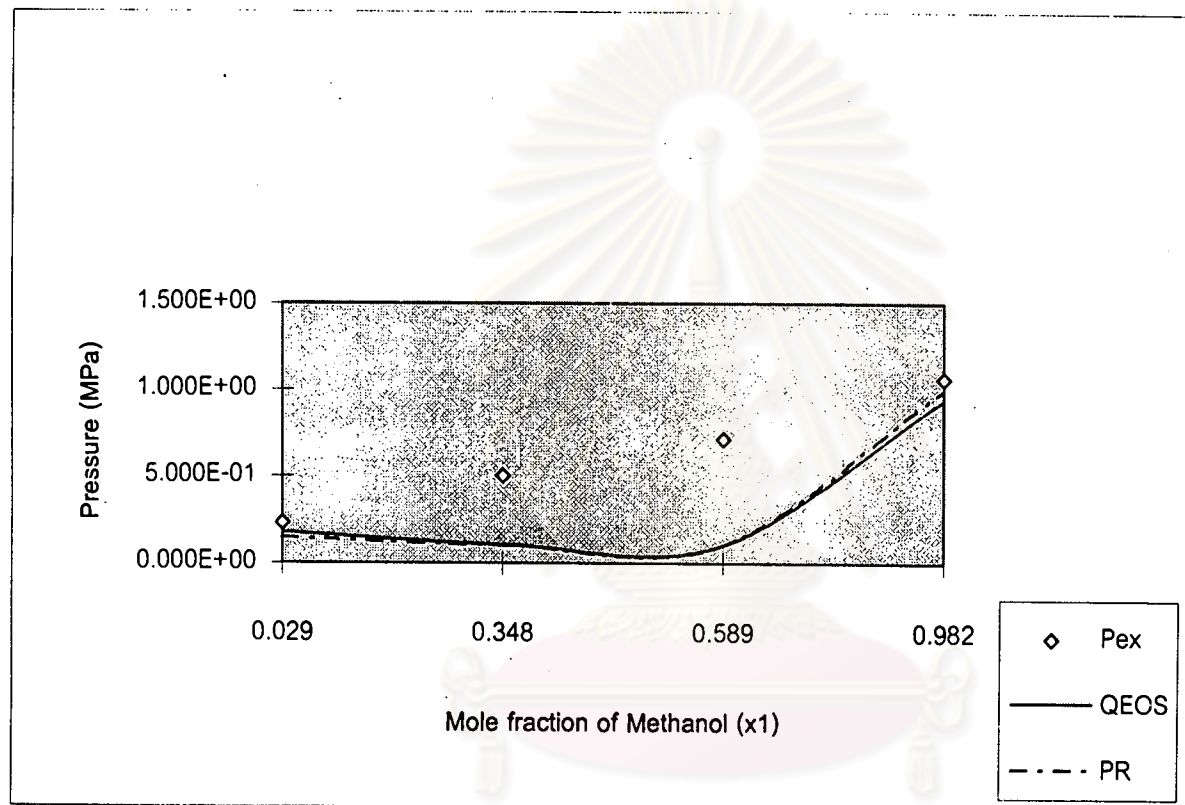 1.500E+00
1.000E+00
5.000E-01
0.000E+00
Pressure (MPa)
0.029
0.348
0.589
0.982
Mole fraction of Methanol (x1)
Pex
QEOS
PR